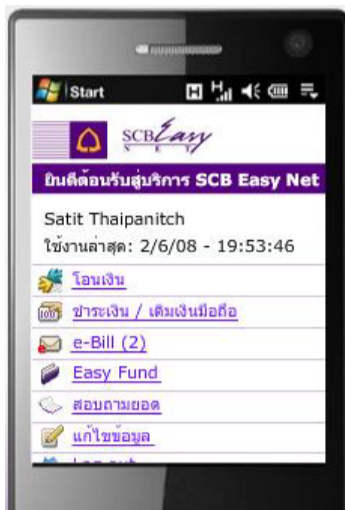 Start
SCB Easy
NET
ยินดีต้อนรับสู่บริการ SCB Easy Net
Satit Thaipanitch
ใช้งานล่าสุด: 2/6/08 - 19:53:46
โอนเงิน
ชำระเงิน / เติมเงินมือถือ
e-Bill (2)
Easy Fund
สอบถามยอด
แก้ไขข้อมูล
Log out